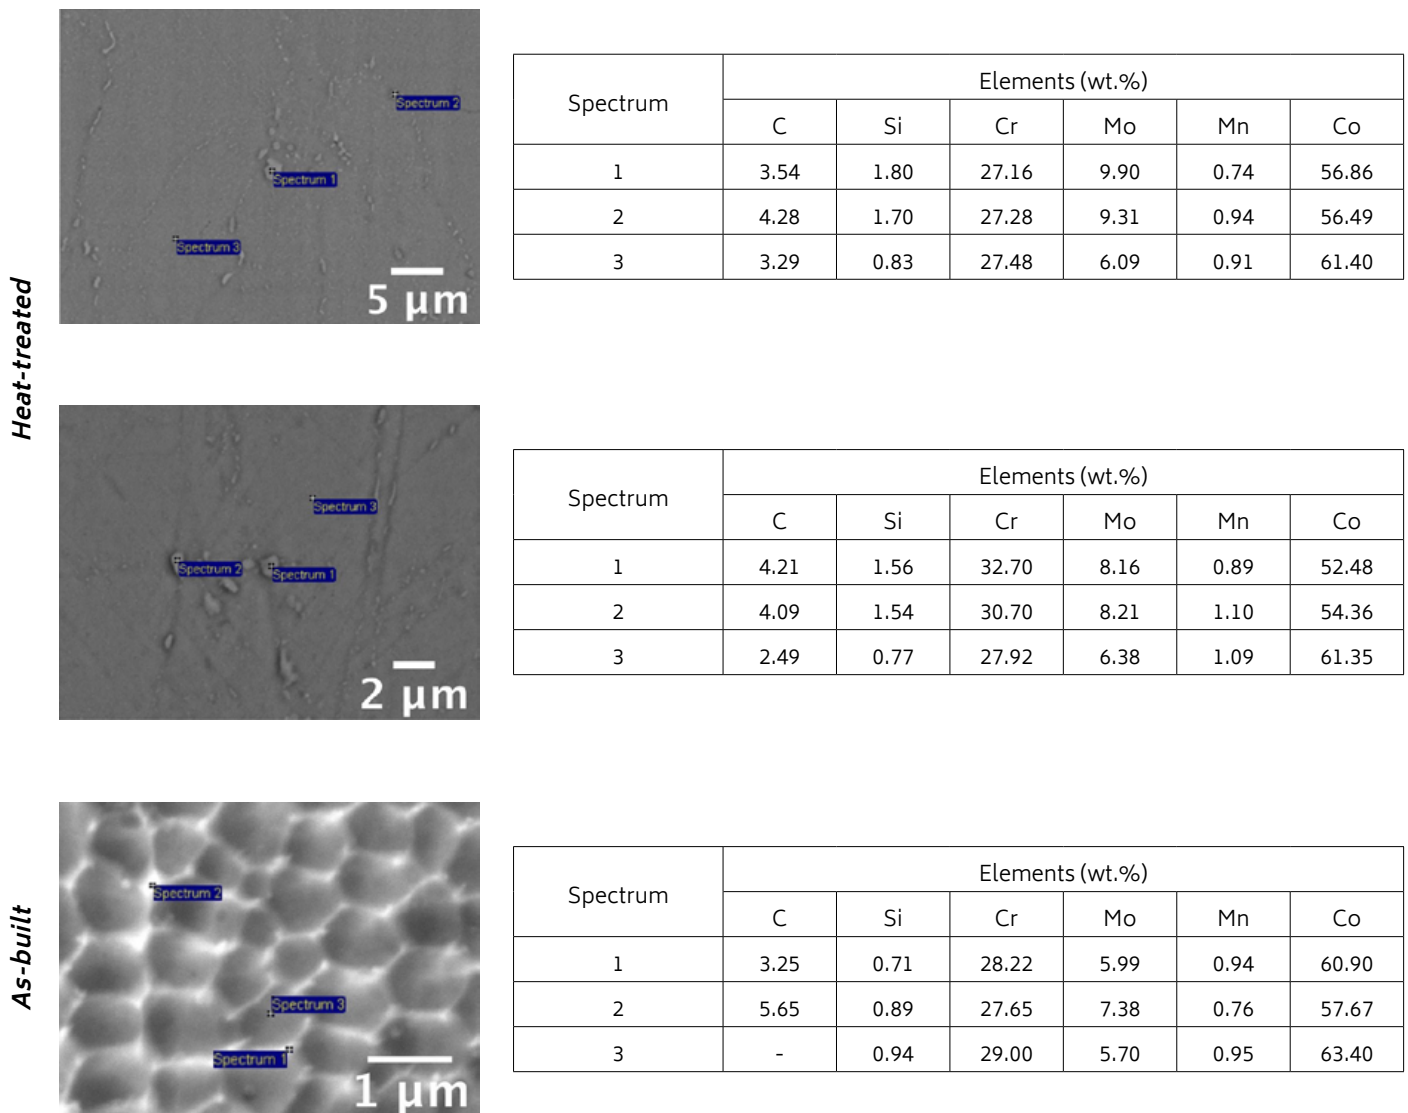 Heat-treated
Spectrum 2
Spectrum 1
Spectrum 3
5 µm
Spectrum Elements (wt.%)
C Si Cr Mo Mn Co
1 3.54 1.80 27.16 9.90 0.74 56.86
2 4.28 1.70 27.28 9.31 0.94 56.49
3 3.29 0.83 27.48 6.09 0.91 61.40
Spectrum 3
Spectrum 2 Spectrum 1
2 µm
Spectrum Elements (wt.%)
C Si Cr Mo Mn Co
1 4.21 1.56 32.70 8.16 0.89 52.48
2 4.09 1.54 30.70 8.21 1.10 54.36
3 2.49 0.77 27.92 6.38 1.09 61.35
As-built
Spectrum 2
Spectrum 3
Spectrum 1
1 µm
Spectrum Elements (wt.%)
C Si Cr Mo Mn Co
1 3.25 0.71 28.22 5.99 0.94 60.90
2 5.65 0.89 27.65 7.38 0.76 57.67
3 - 0.94 29.00 5.70 0.95 63.40